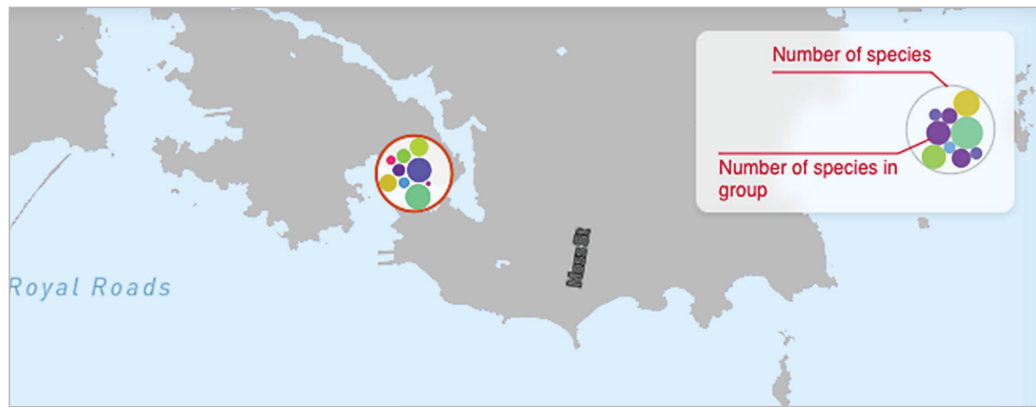 Number of species
Number of species in
group
Moss St
Royal Roads